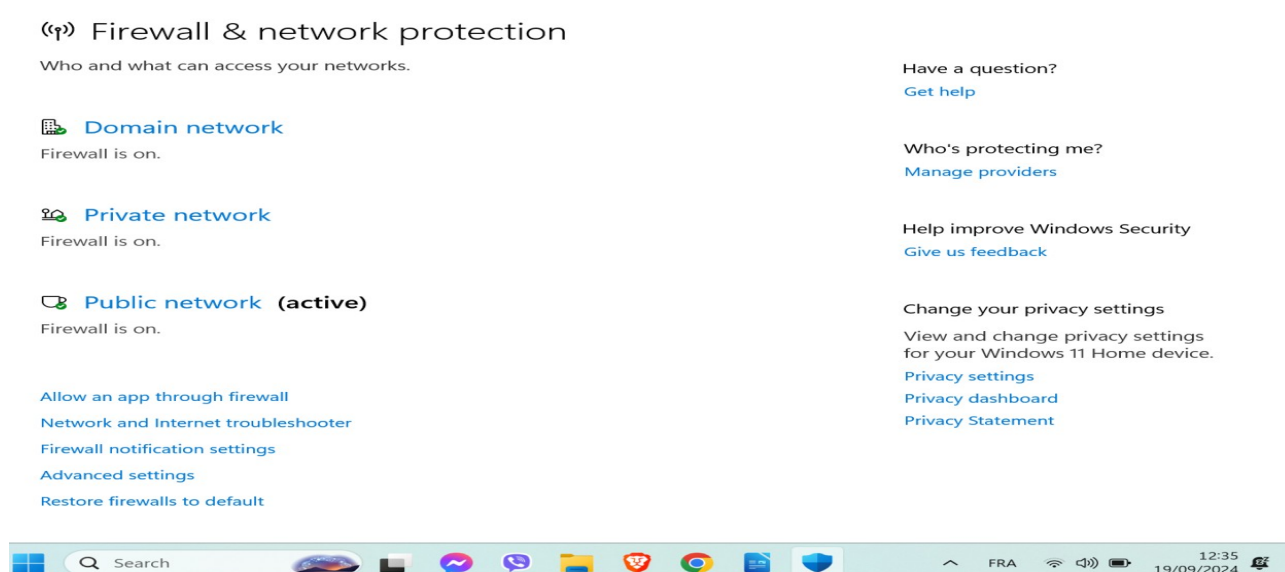 Firewall & network protection
Who and what can access your networks.
Domain network
Firewall is on.
Private network
Firewall is on.
Public network (active)
Firewall is on.
Allow an app through firewall
Network and Internet troubleshooter
Firewall notification settings
Advanced settings
Restore firewalls to default
Have a question?
Get help
Who's protecting me?
Manage providers
Help improve Windows Security
Give us feedback
Change your privacy settings
View and change privacy settings
for your Windows 11 Home device.
Privacy settings
Privacy dashboard
Privacy Statement
Search
FRA
12:35
19/09/2024